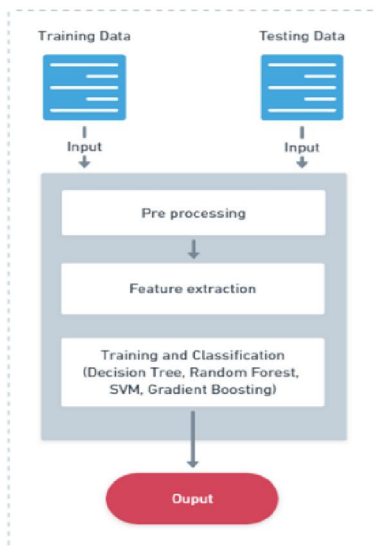 Training Data
Testing Data
Input
Input
Pre processing
Feature extraction
Training and Classification
(Decision Tree, Random Forest,
SVM, Gradient Boosting)
Ouput